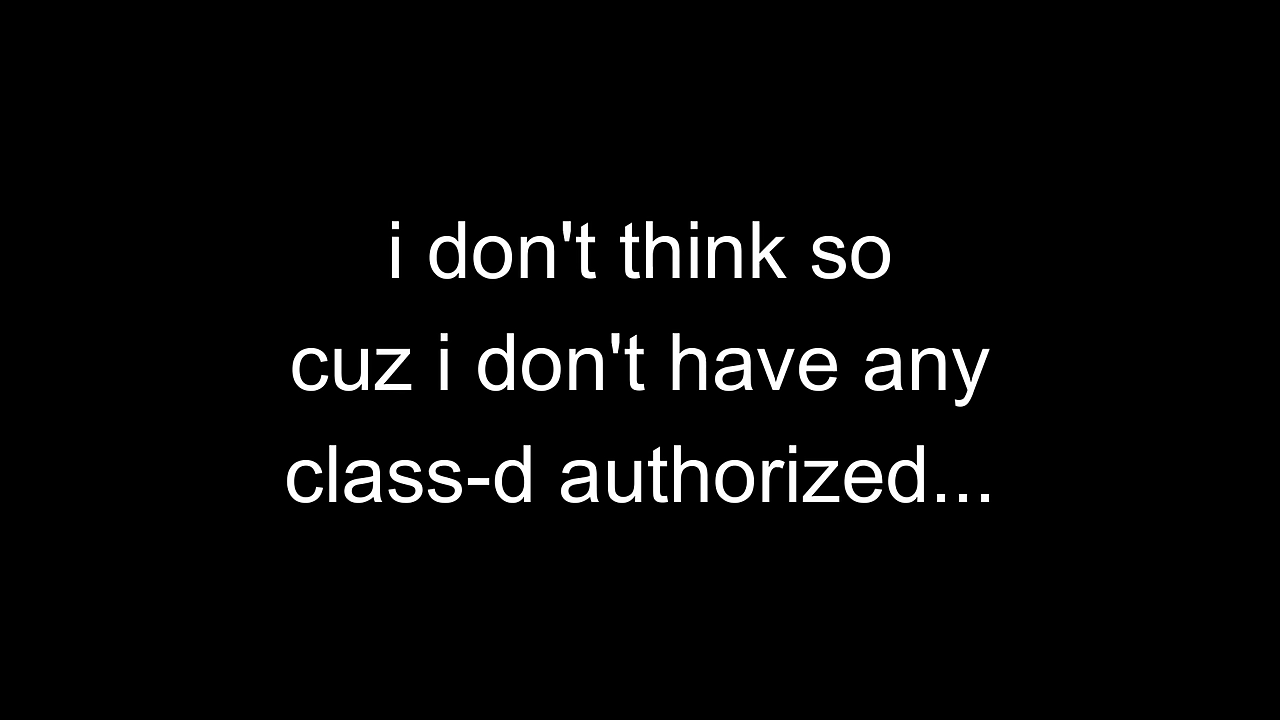 i don't think so
cuz i don't have any
class-d authorized...